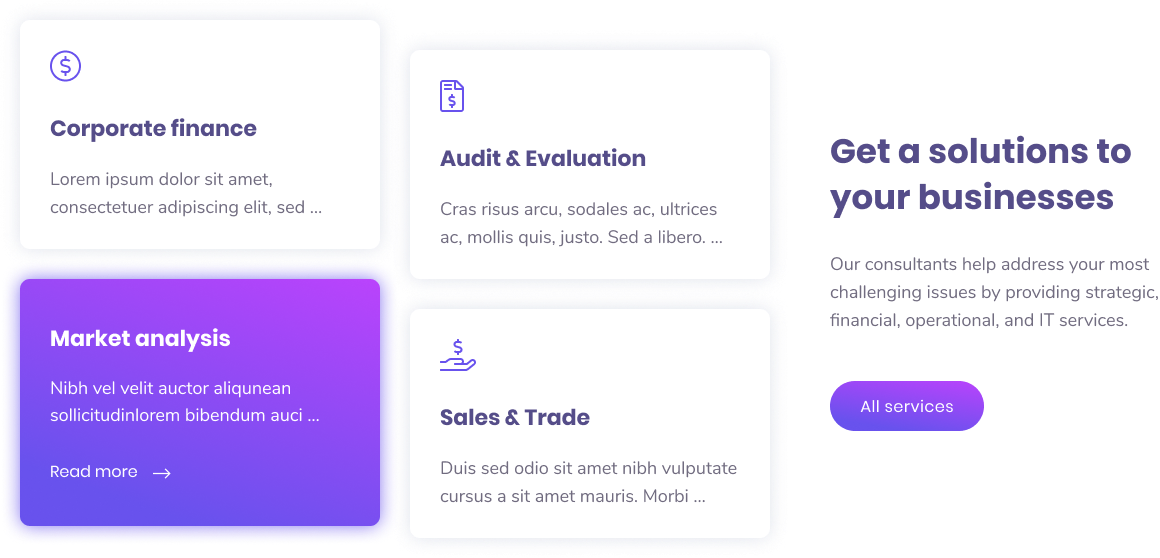 Corporate finance
Lorem ipsum dolor sit amet,
consectetuer adipiscing elit, sed ...
Market analysis
Nibh vel velit auctor aliqunean
sollicitudinlorem bibendum auci ...
Read more
Audit & Evaluation
Cras risus arcu, sodales ac, ultrices
ac, mollis quis, justo. Sed a libero. ...
Sales & Trade
Duis sed odio sit amet nibh vulputate
cursus a sit amet mauris. Morbi ...
Get a solutions to
your businesses
Our consultants help address your most
challenging issues by providing strategic,
financial, operational, and IT services.
All services